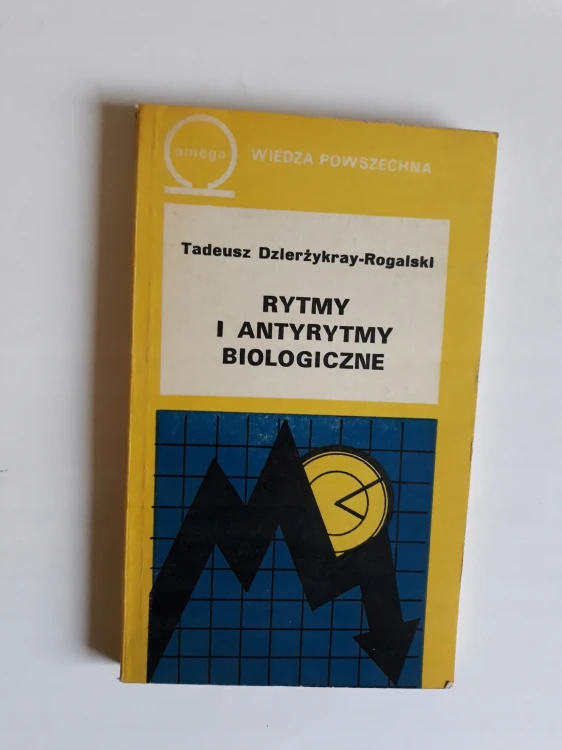 omega
WIEDZA POWSZECHNA
Tadeusz Dzierżykray-Rogalski
RYTMY
I ANTYRYTMY
BIOLOGICZNE